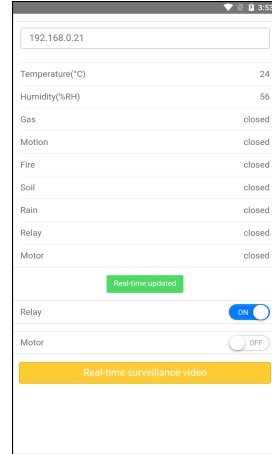 3:53
192.168.0.21
Temperature(°C) 24
Humidity(%RH) 56
Gas closed
Motion closed
Fire closed
Soil closed
Rain closed
Relay closed
Motor closed
Real-time updated
Relay ON
Motor OFF
Real-time surveillance video